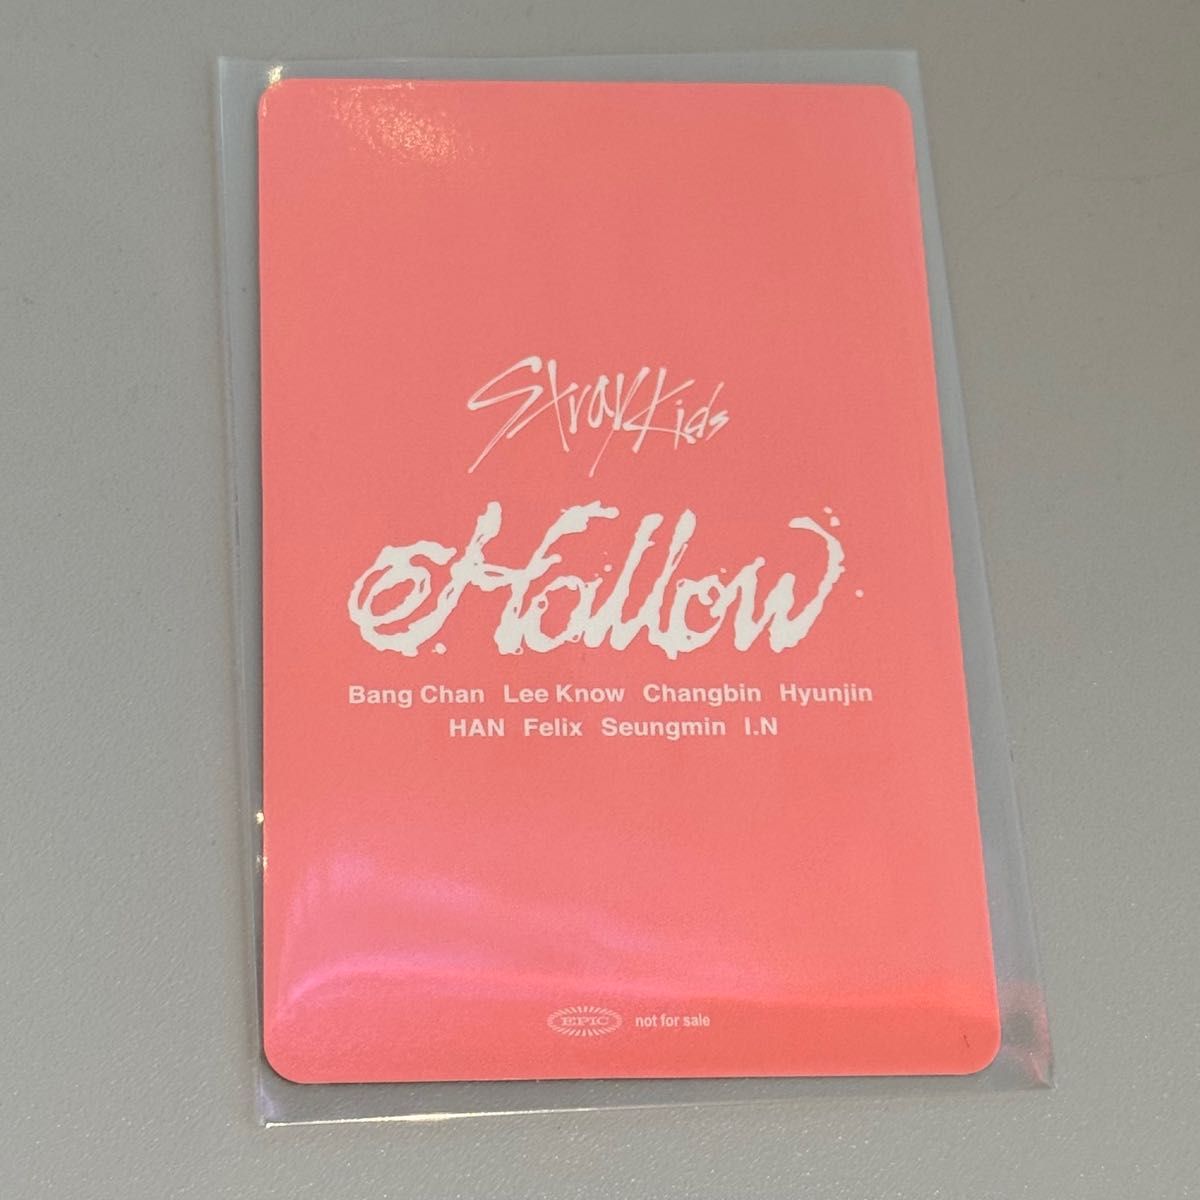 Stray Kids
Hollow
Bang Chan Lee Know Changbin Hyunjin
HAN Felix Seungmin I.N
EPIC not for sale